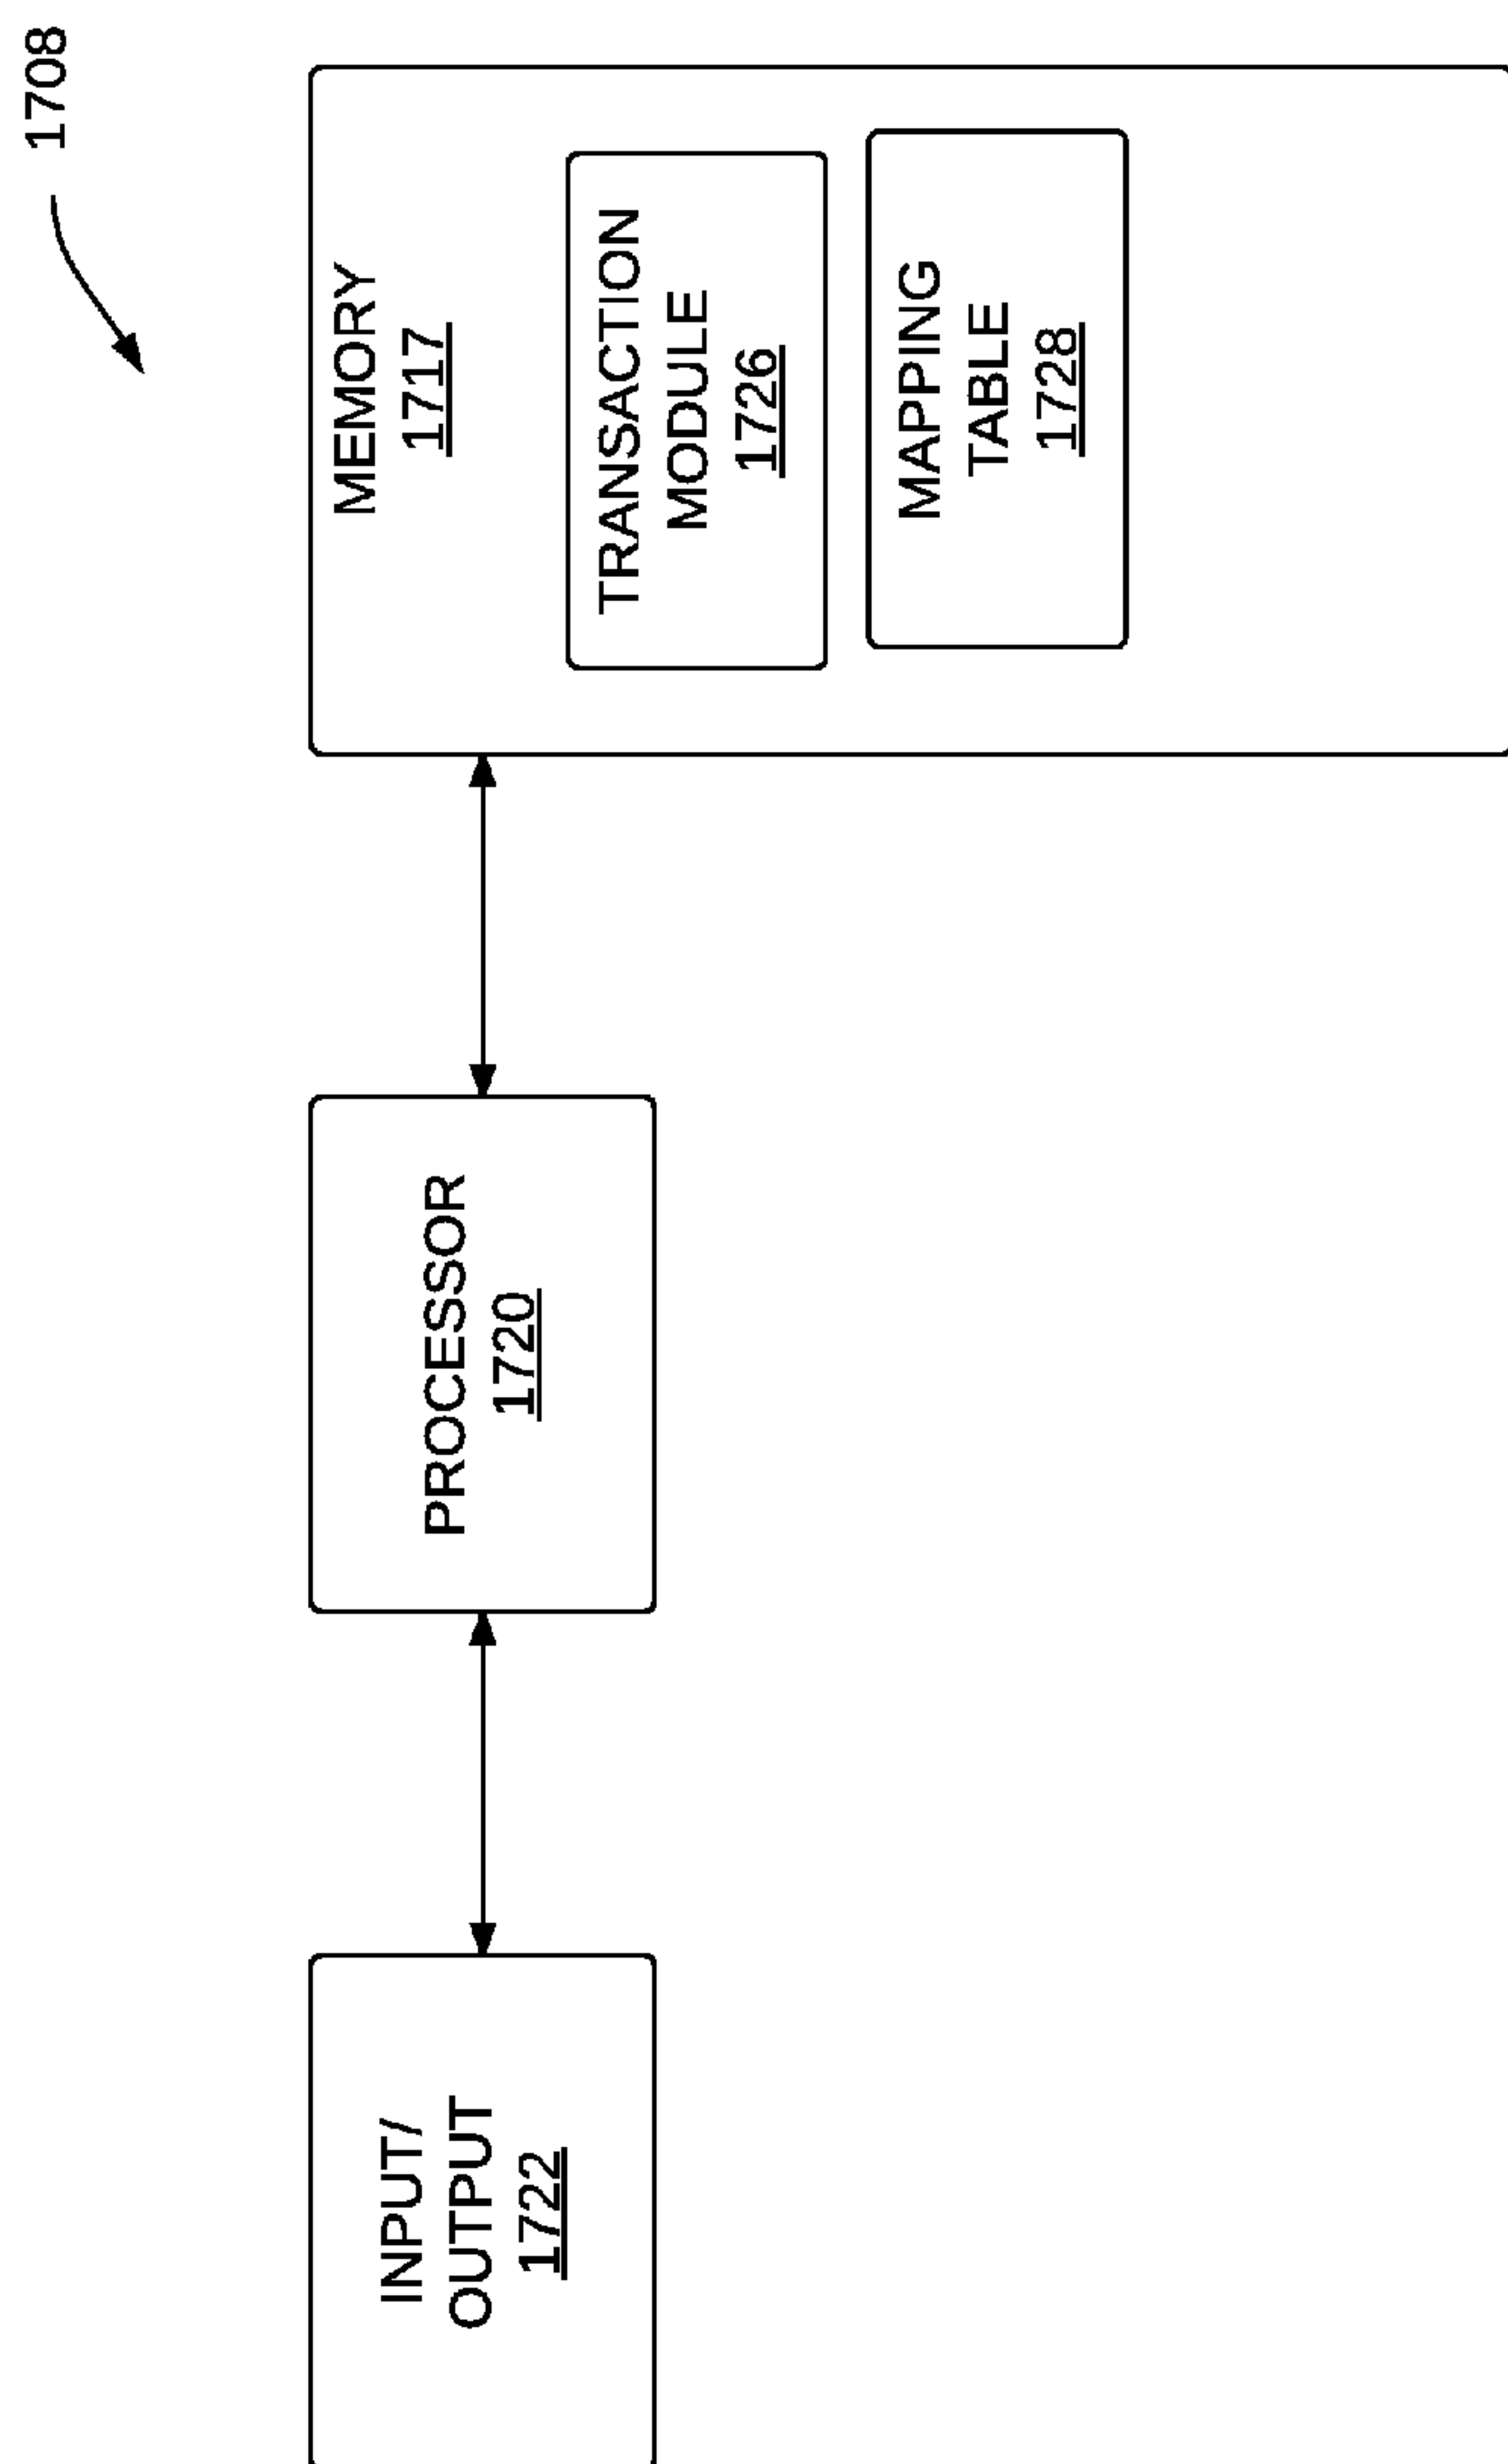 1708
INPUT/
OUTPUT
1722
PROCESSOR
1720
MEMORY
1717
TRANSACTION
MODULE
1726
MAPPING
TABLE
1728